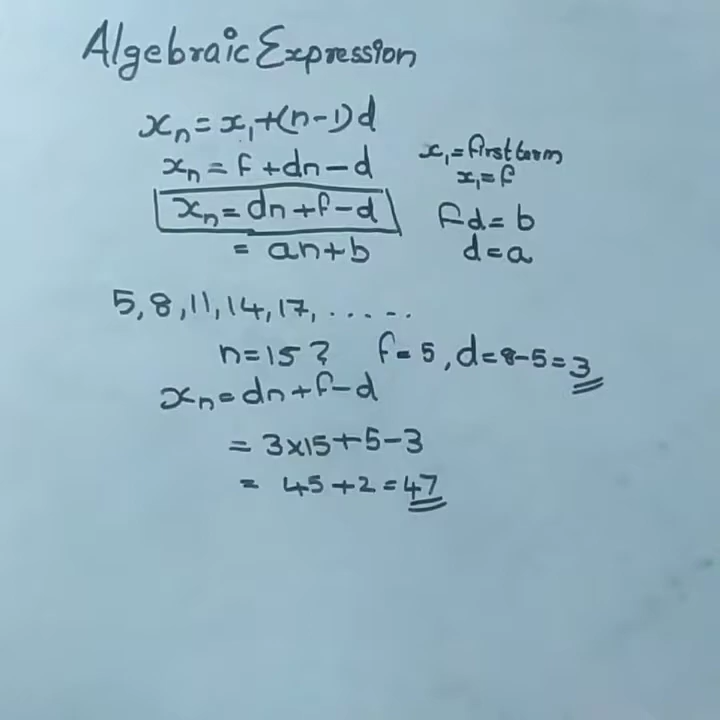 Algebraic Expression
xₙ = x₁+(n-1)d
xₙ = f + dn - d
x₁ = first term
x₁ = f
xₙ = dn + f - d
= an + b
fd = b
d = a
5, 8, 11, 14, 17, .....
n = 15 ? f = 5, d = 8-5 = 3
xₙ = dn + f - d
= 3x15 + 5 - 3
= 45 + 2 = 47